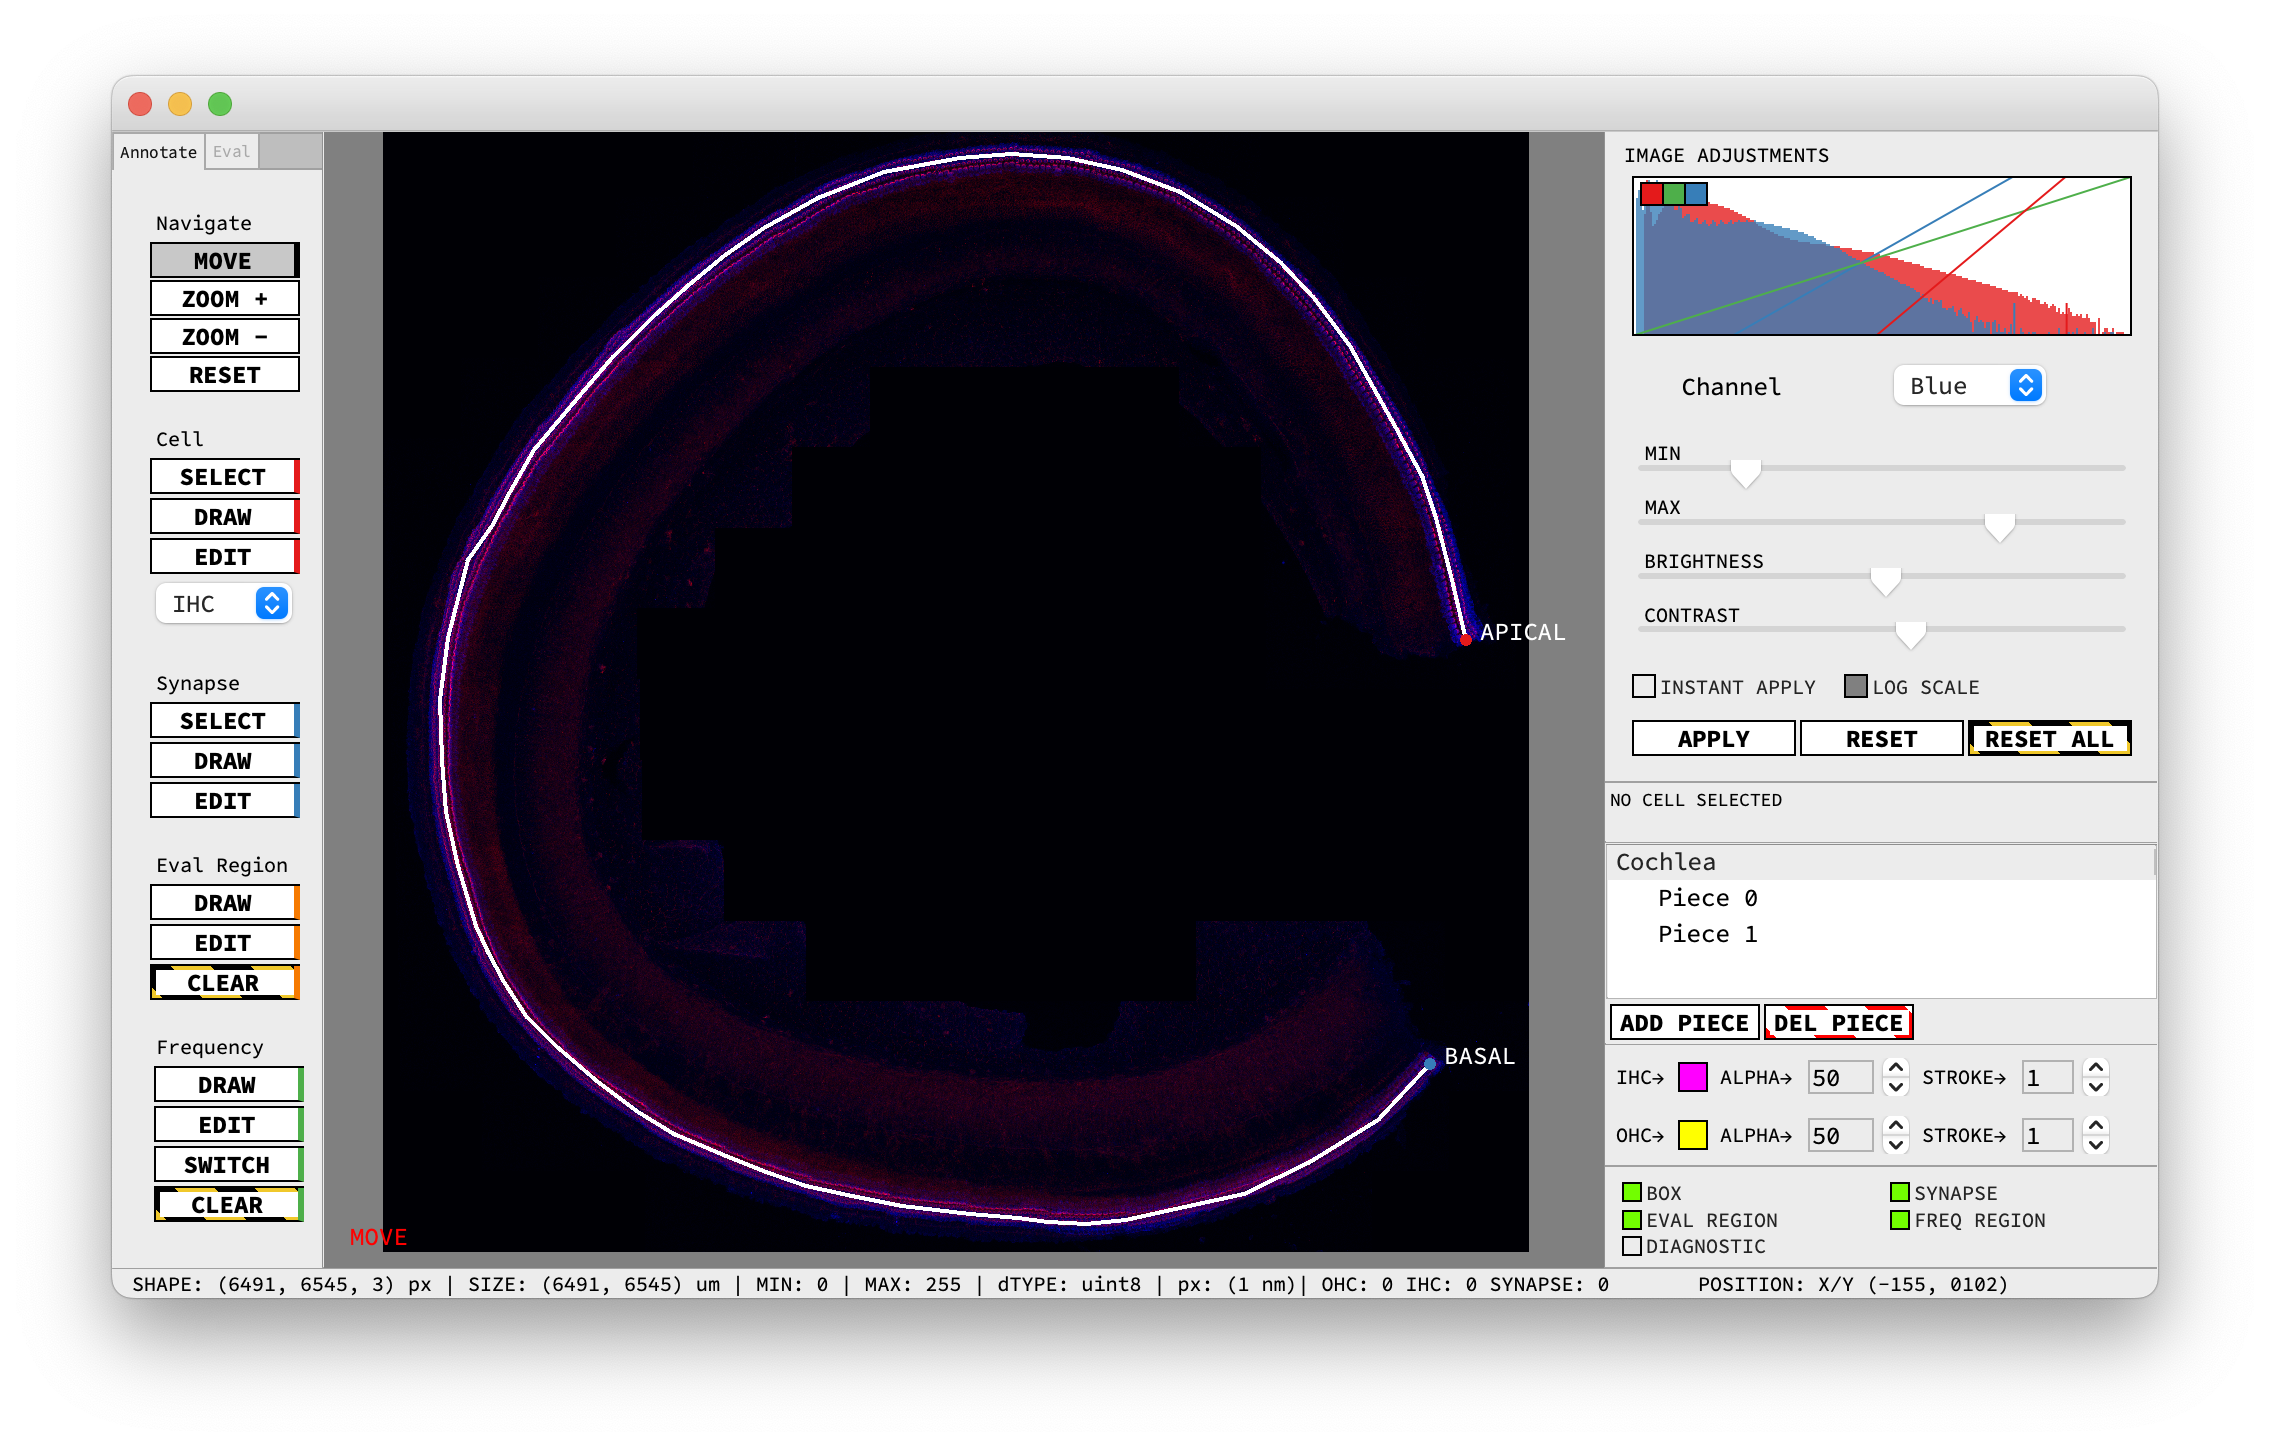 Annotate
Eval
Navigate
MOVE
ZOOM +
ZOOM −
RESET
Cell
SELECT
DRAW
EDIT
IHC
Synapse
SELECT
DRAW
EDIT
Eval Region
DRAW
EDIT
CLEAR
Frequency
DRAW
EDIT
SWITCH
CLEAR
APICAL
BASAL
MOVE
IMAGE ADJUSTMENTS
Channel Blue
MIN
MAX
BRIGHTNESS
CONTRAST
INSTANT APPLY LOG SCALE
APPLY RESET RESET ALL
NO CELL SELECTED
Cochlea
Piece 0
Piece 1
ADD PIECE DEL PIECE
IHC→ ALPHA→ 50 STROKE→ 1
OHC→ ALPHA→ 50 STROKE→ 1
BOX SYNAPSE
EVAL REGION FREQ REGION
DIAGNOSTIC
SHAPE: (6491, 6545, 3) px | SIZE: (6491, 6545) um | MIN: 0 | MAX: 255 | dTYPE: uint8 | px: (1 nm)| OHC: 0 IHC: 0 SYNAPSE: 0 POSITION: X/Y (-155, 0102)